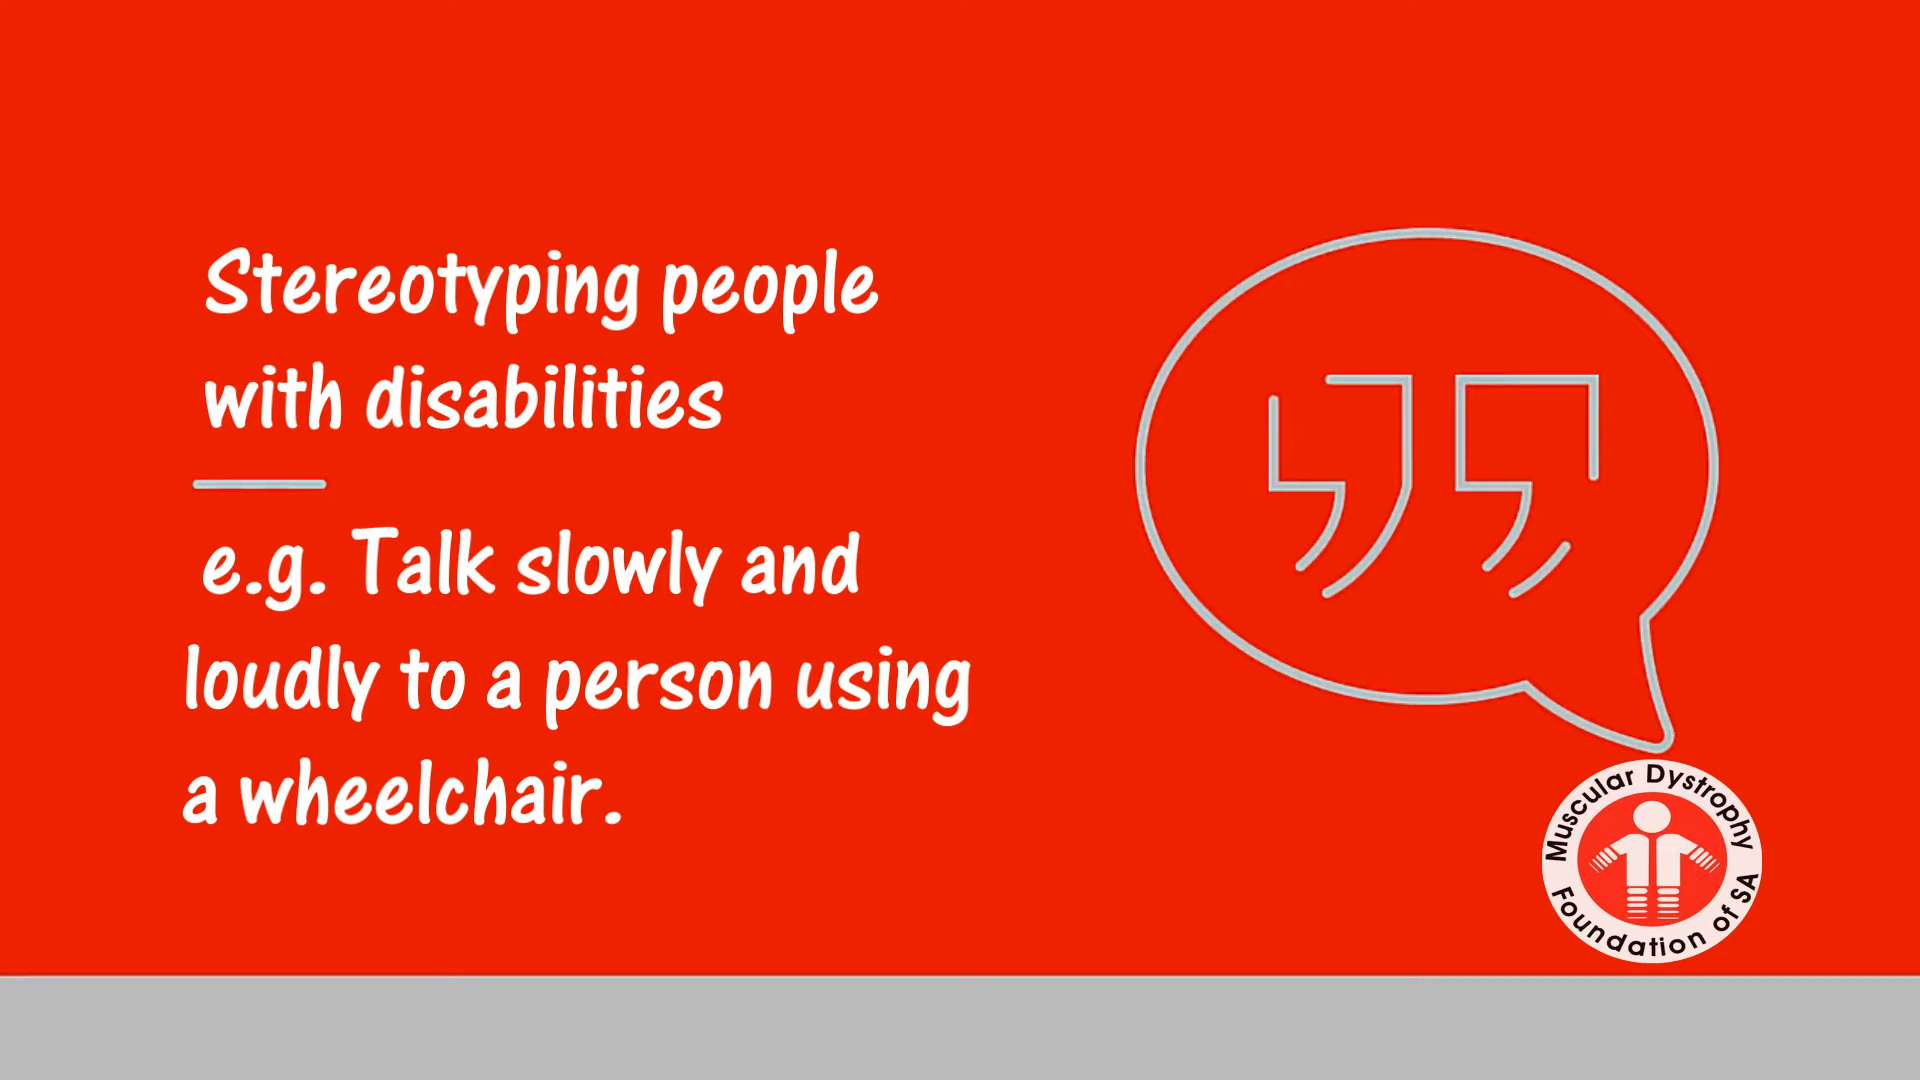 Stereotyping people
with disabilities
e.g. Talk slowly and
loudly to a person using
a wheelchair.
Muscular Dystrophy
Foundation of SA